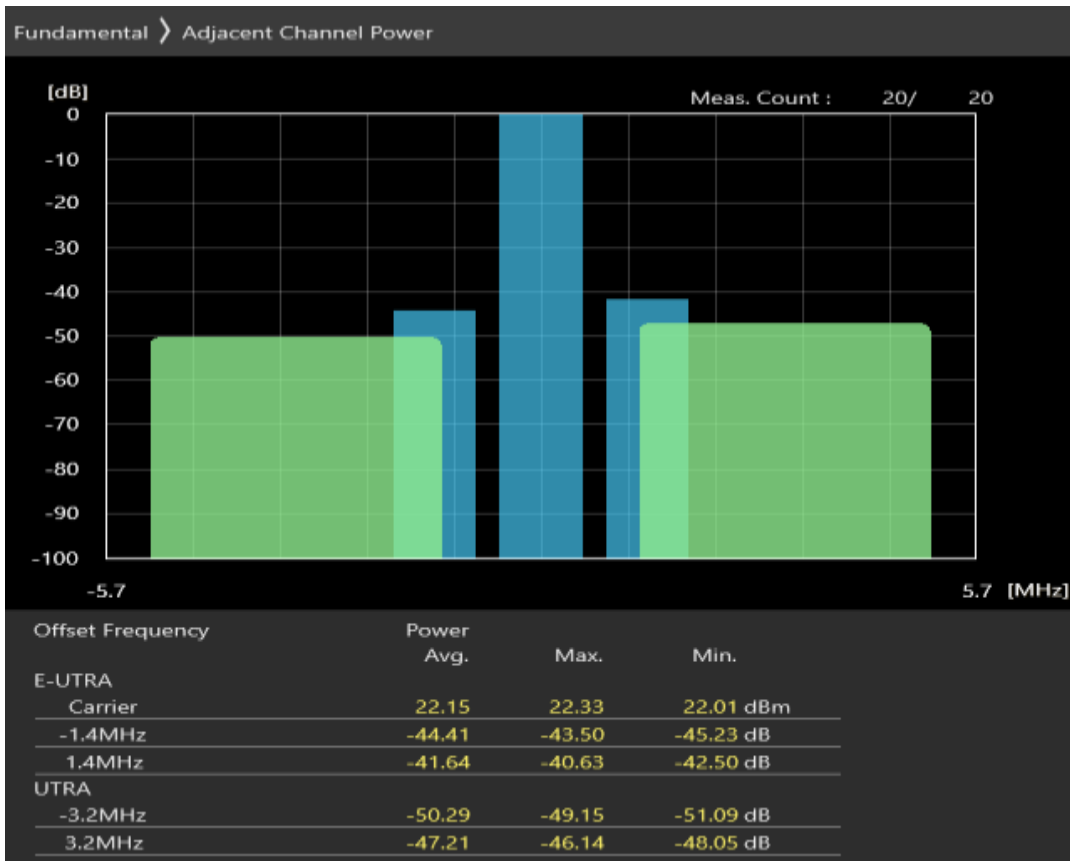 Fundamental 〉 Adjacent Channel Power
[dB]
Meas. Count : 20/ 20
0
-10
-20
-30
-40
-50
-60
-70
-80
-90
-100
-5.7 5.7 [MHz]
Offset Frequency Power
Avg. Max. Min.
E-UTRA
Carrier 22.15 22.33 22.01 dBm
-1.4MHz -44.41 -43.50 -45.23 dB
1.4MHz -41.64 -40.63 -42.50 dB
UTRA
-3.2MHz -50.29 -49.15 -51.09 dB
3.2MHz -47.21 -46.14 -48.05 dB